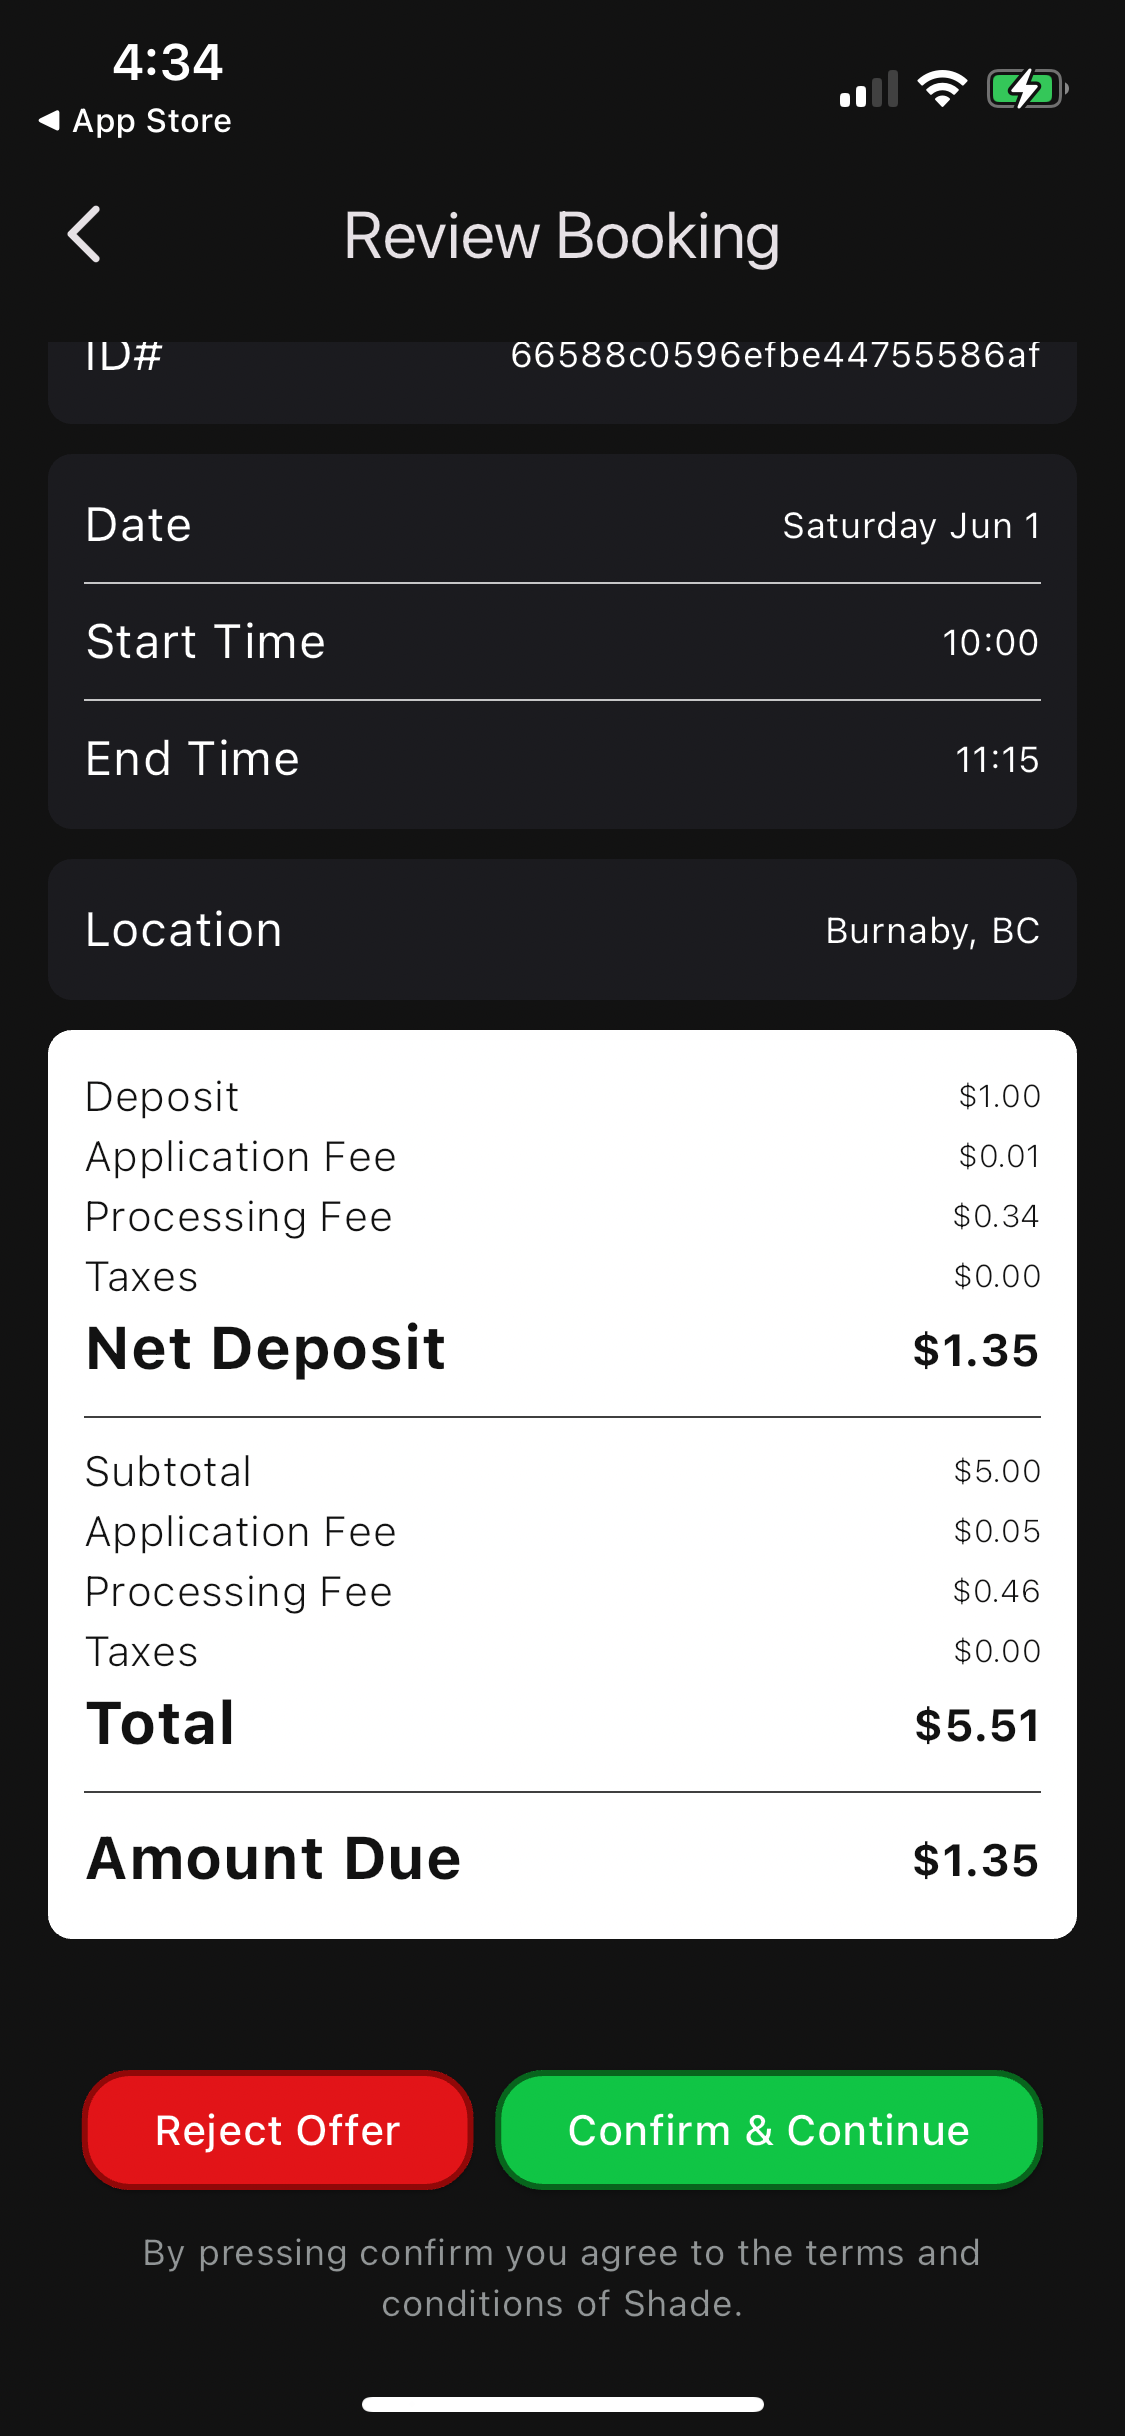 4:34
◀ App Store
Review Booking
ID# 66588c0596efbe44755586af
Date Saturday Jun 1
Start Time 10:00
End Time 11:15
Location Burnaby, BC
Deposit $1.00
Application Fee $0.01
Processing Fee $0.34
Taxes $0.00
Net Deposit $1.35
Subtotal $5.00
Application Fee $0.05
Processing Fee $0.46
Taxes $0.00
Total $5.51
Amount Due $1.35
Reject Offer Confirm & Continue
By pressing confirm you agree to the terms and
conditions of Shade.